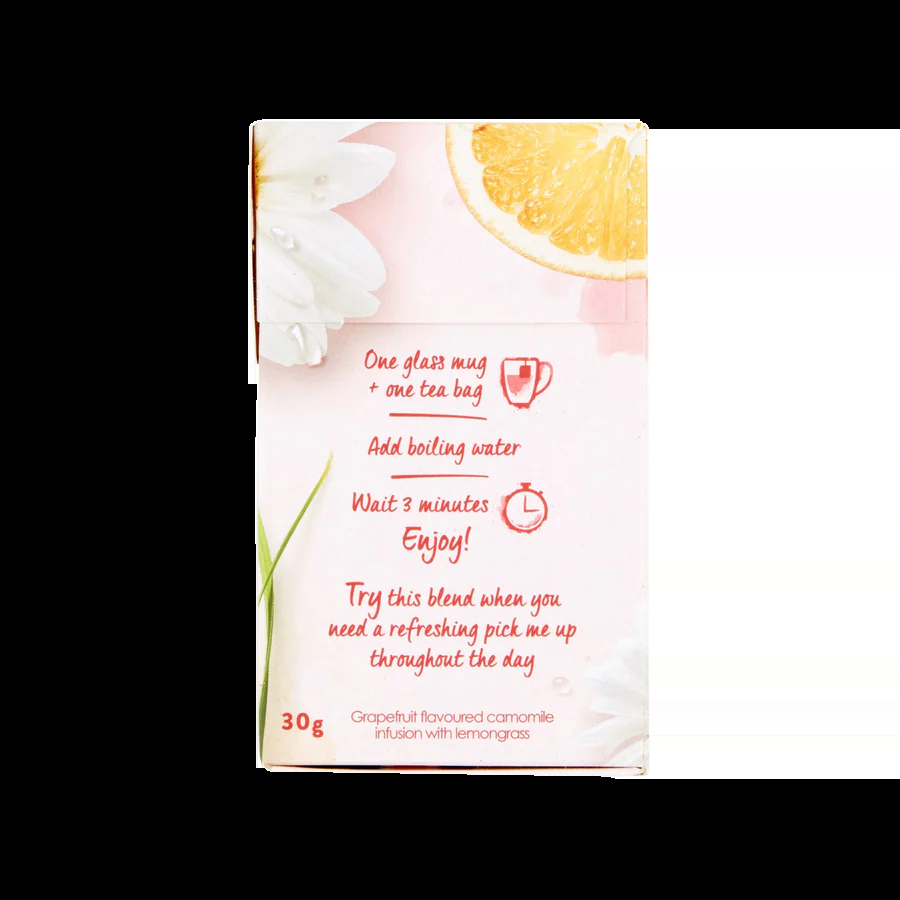 One glass mug
+ one tea bag
Add boiling water
Wait 3 minutes
Enjoy!
Try this blend when you
need a refreshing pick me up
throughout the day
30g
Grapefruit flavoured camomile
infusion with lemongrass